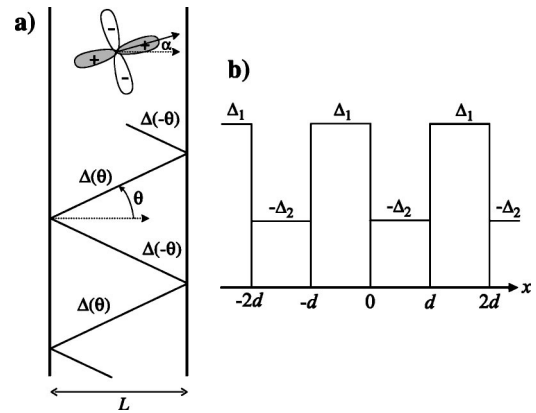 a)
-
+
+
-
α
Δ(-θ)
Δ(θ)
θ
Δ(-θ)
Δ(θ)
L
b)
Δ1 Δ1 Δ1
-Δ2 -Δ2 -Δ2
-2d -d 0 d 2d x